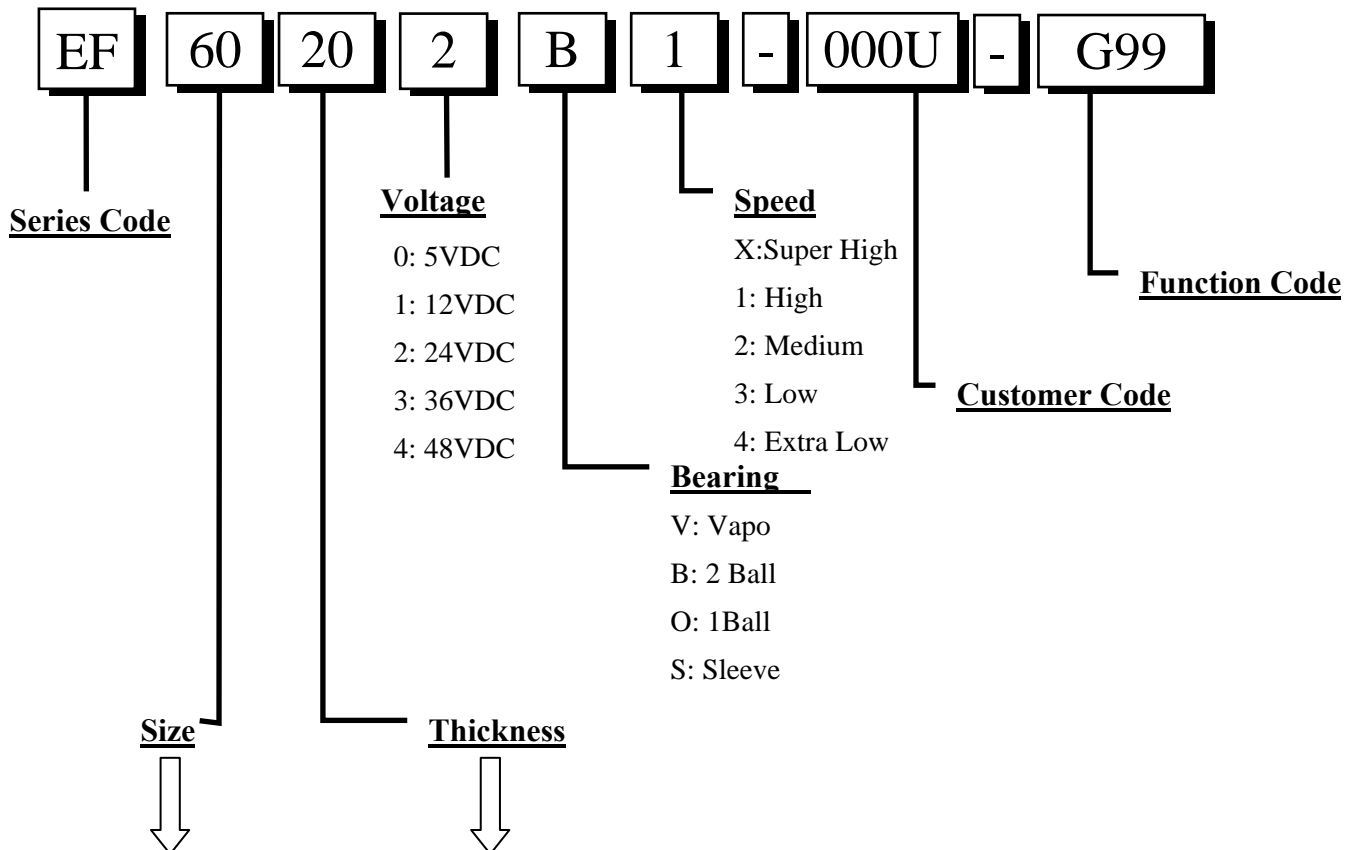 EF 60 20 2 B 1 - 000U - G99
Series Code
Voltage
0: 5VDC
1: 12VDC
2: 24VDC
3: 36VDC
4: 48VDC
Speed
X:Super High
1: High
2: Medium
3: Low
4: Extra Low
Function Code
Customer Code
Bearing
V: Vapo
B: 2 Ball
O: 1Ball
S: Sleeve
Size
Thickness